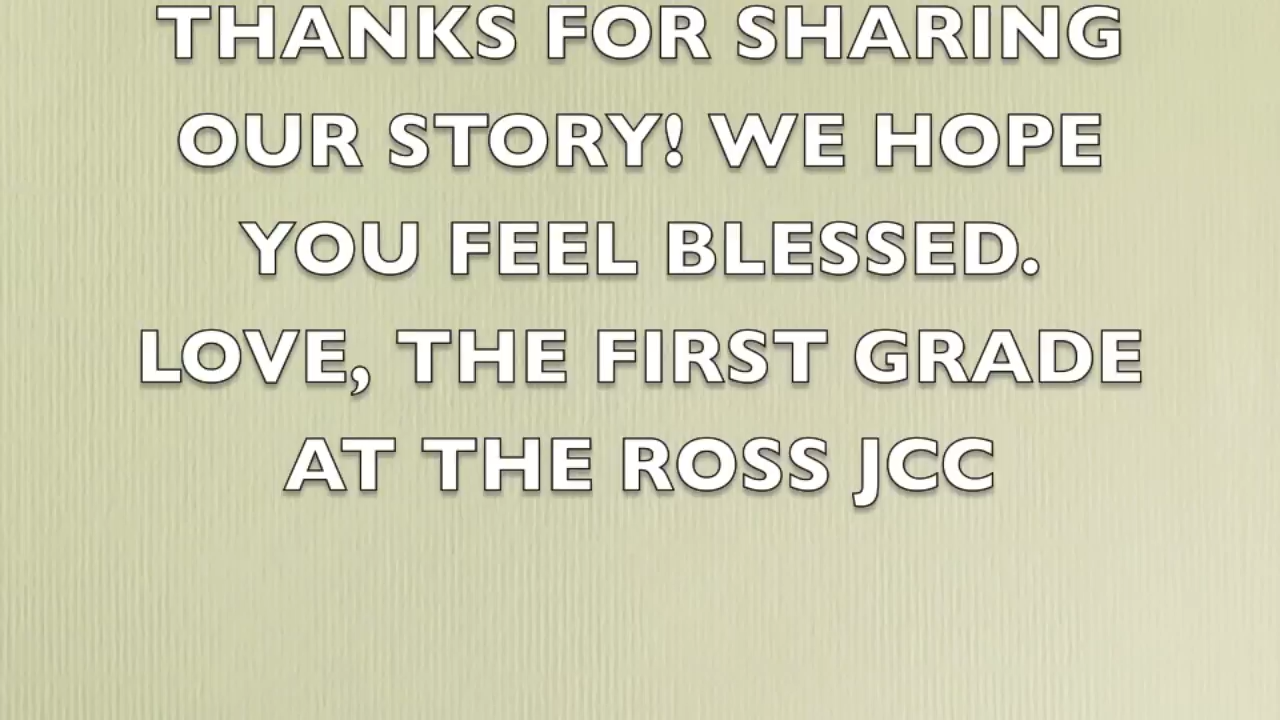 THANKS FOR SHARING
OUR STORY! WE HOPE
YOU FEEL BLESSED.
LOVE, THE FIRST GRADE
AT THE ROSS JCC